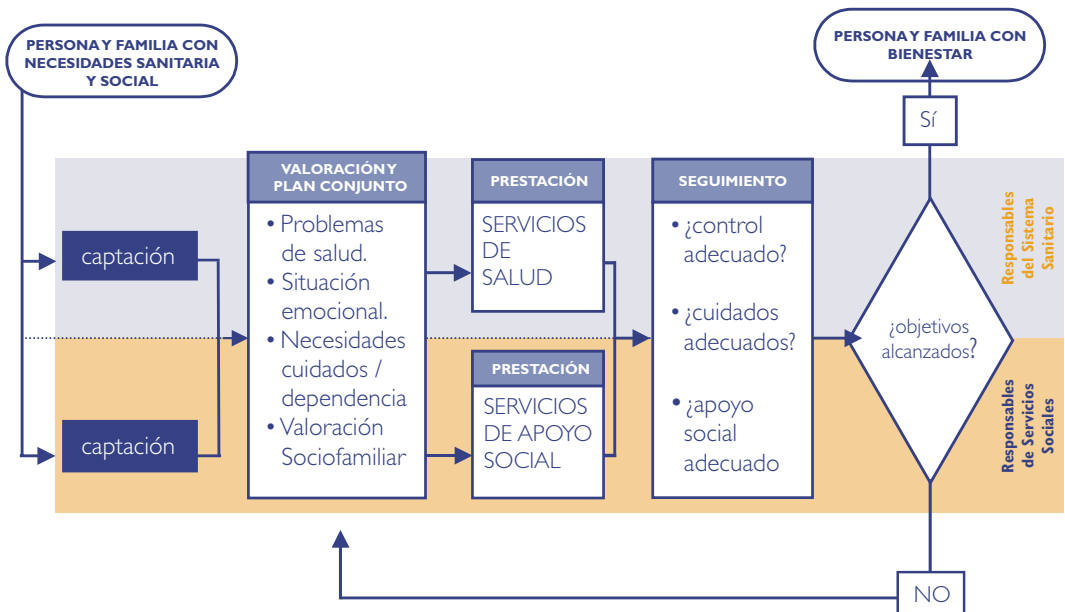 PERSONA Y FAMILIA CON
NECESIDADES SANITARIA
Y SOCIAL
PERSONA Y FAMILIA CON
BIENESTAR
Sí
captación
captación
VALORACIÓN Y
PLAN CONJUNTO
• Problemas
de salud.
• Situación
emocional.
• Necesidades
cuidados /
dependencia
• Valoración
Sociofamiliar
PRESTACIÓN
SERVICIOS
DE
SALUD
PRESTACIÓN
SERVICIOS
DE APOYO
SOCIAL
SEGUIMIENTO
• ¿control
adecuado?
• ¿cuidados
adecuados?
• ¿apoyo
social
adecuado
¿objetivos
alcanzados?
Responsables
del Sistema
Sanitario
Responsables
de Servicios
Sociales
NO